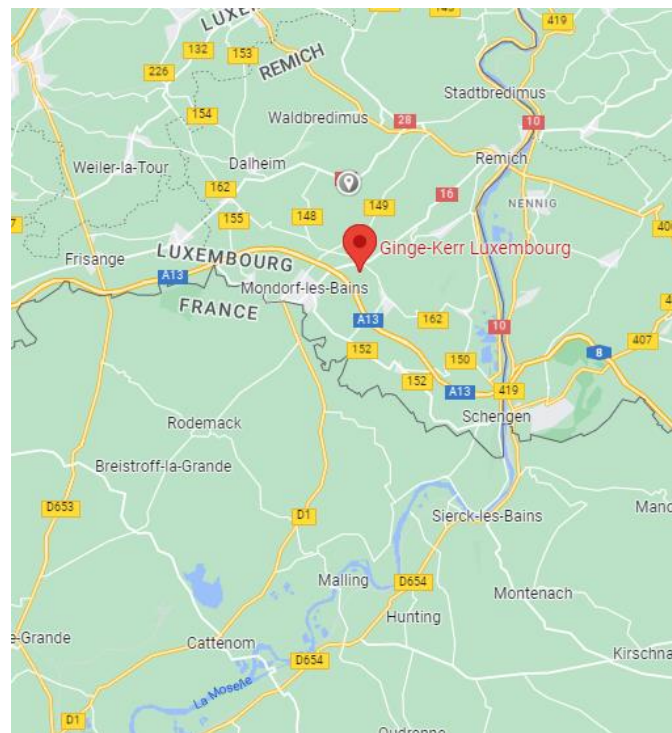 LUXEM
419
132
153
REMICH
226
154
Stadtbredimus
Waldbredimus
28
10
Weiler-la-Tour
Dalheim
Remich
162
16
149
NENNIG
155
148
Frisange
LUXEMBOURG
Ginge-Kerr Luxembourg
A13
Mondorf-les-Bains
FRANCE
A13
162
10
407
8
152
150
152
A13
419
Schengen
Rodemack
Breistroff-la-Grande
D653
D1
Sierck-les-Bains
Malling
D654
Montenach
Hunting
e-Grande
Cattenom
D654
Kirschna
La Moselle
D1